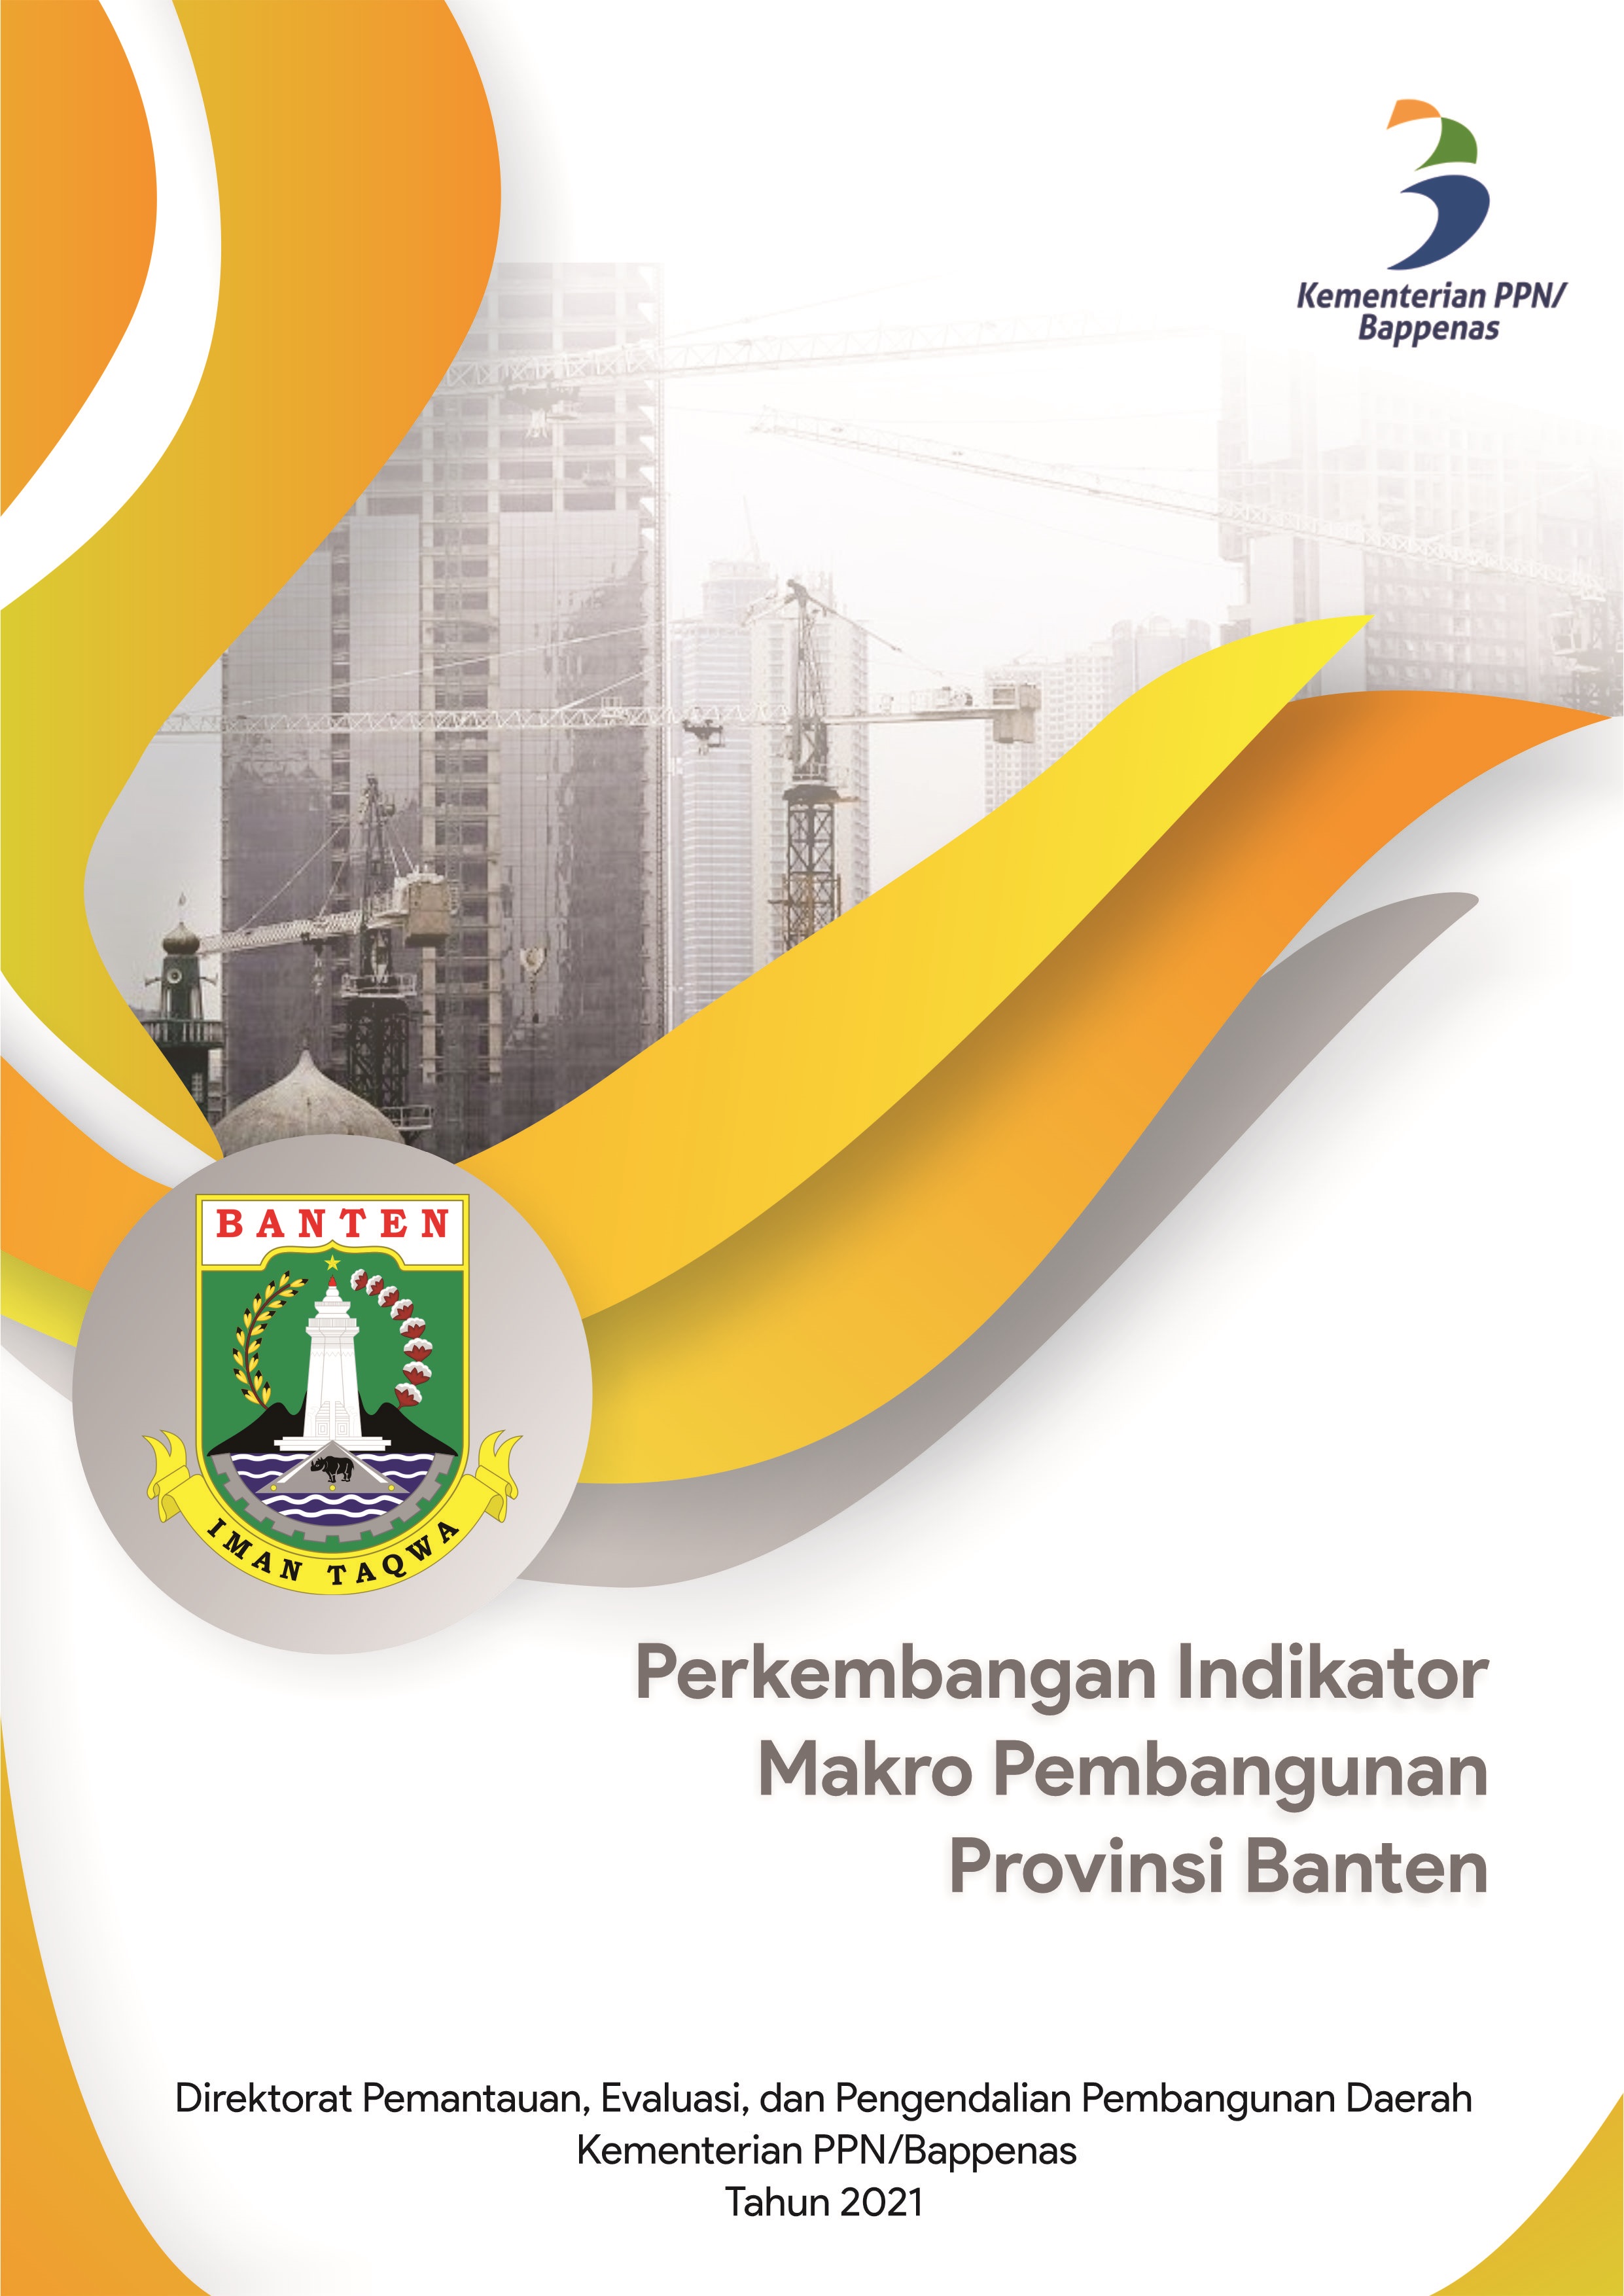 Kementerian PPN/
Bappenas
BANTEN
IMAN TAQWA
Perkembangan Indikator
Makro Pembangunan
Provinsi Banten
Direktorat Pemantauan, Evaluasi, dan Pengendalian Pembangunan Daerah
Kementerian PPN/Bappenas
Tahun 2021